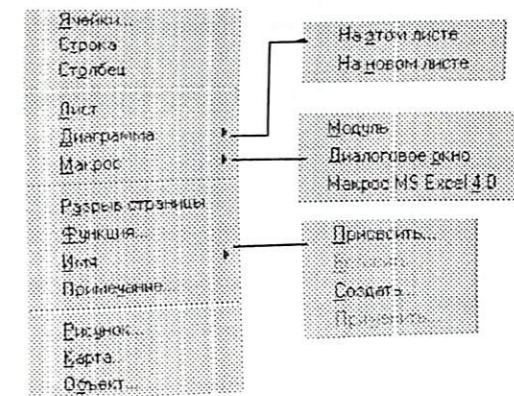 Ячейки...
Строка
Столбец
Лист
Диаграмма
Макрос
Разрыв страницы
Функция...
Имя
Примечание...
Рисунок...
Карта...
Объект...
На этом листе
На новом листе
Модуль
Диалоговое окно
Макрос MS Excel 4.0
Присвоить...
Создать...
Применить...